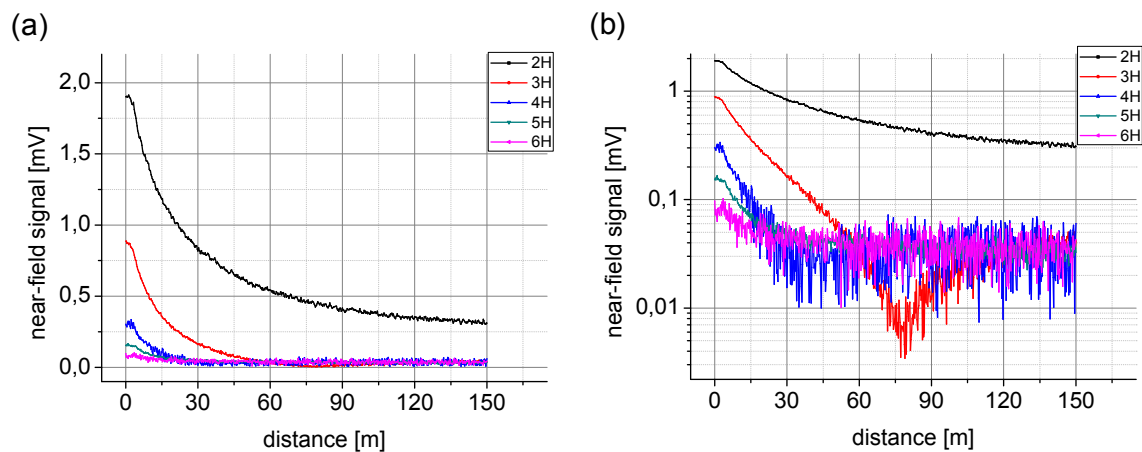 (a)
2,0
1,5
1,0
0,5
0,0
near-field signal [mV]
0 30 60 90 120 150
distance [m]
2H
3H
4H
5H
6H
(b)
1
0,1
0,01
near-field signal [mV]
0 30 60 90 120 150
distance [m]
2H
3H
4H
5H
6H